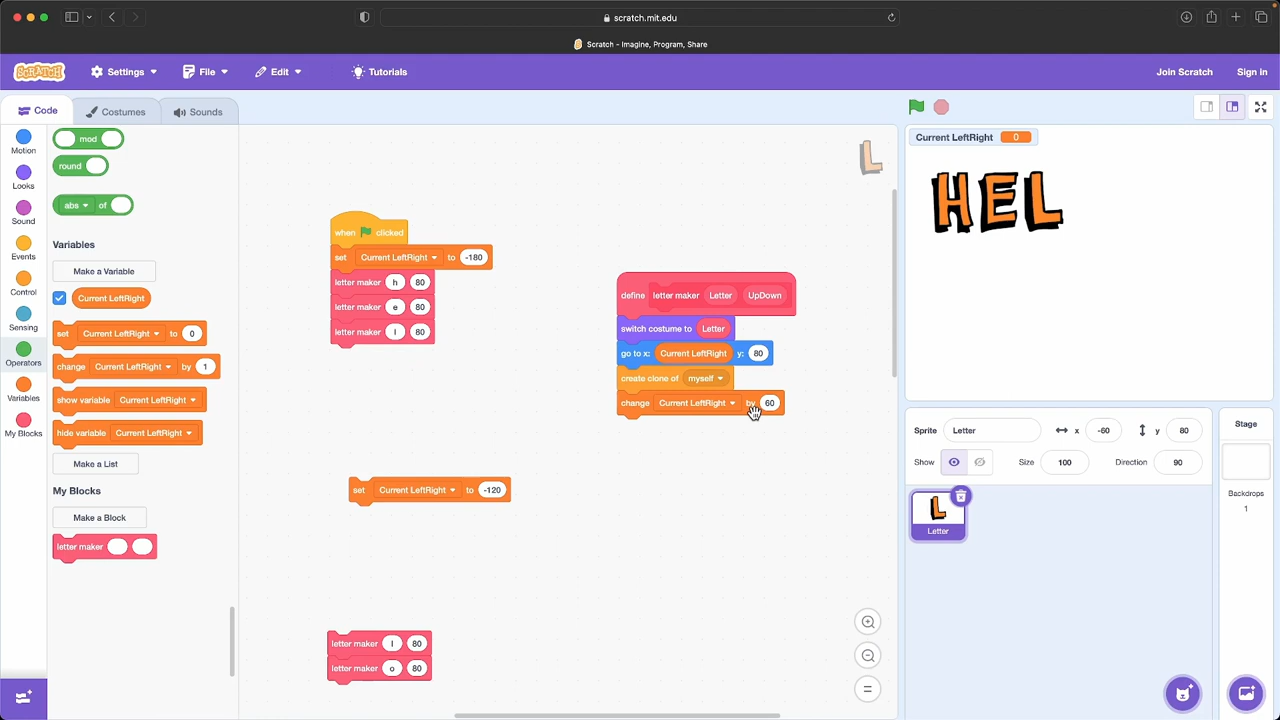 scratch.mit.edu
Scratch - Imagine, Program, Share
SCRATCH
Settings
File
Edit
Tutorials
Join Scratch
Sign in
Code
Costumes
Sounds
Motion
Looks
Sound
Events
Control
Sensing
Operators
Variables
My Blocks
mod
round
abs of
Variables
Make a Variable
Current LeftRight
set Current LeftRight to 0
change Current LeftRight by 1
show variable Current LeftRight
hide variable Current LeftRight
Make a List
My Blocks
Make a Block
letter maker
when clicked
set Current LeftRight to -180
letter maker h 80
letter maker e 80
letter maker l 80
set Current LeftRight to -120
letter maker l 80
letter maker o 80
define letter maker Letter UpDown
switch costume to Letter
go to x: Current LeftRight y: 80
create clone of myself
change Current LeftRight by 60
L
Current LeftRight 0
HEL
Sprite Letter x -60 y 80
Show Size 100 Direction 90
L
Letter
Stage
Backdrops
1